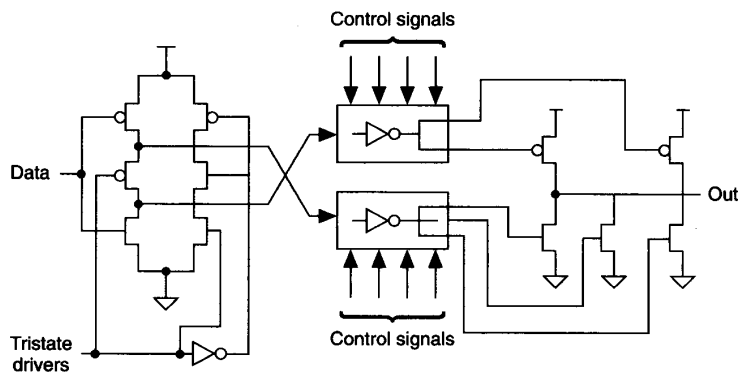 Control signals
Data
Out
Control signals
Tristate
drivers